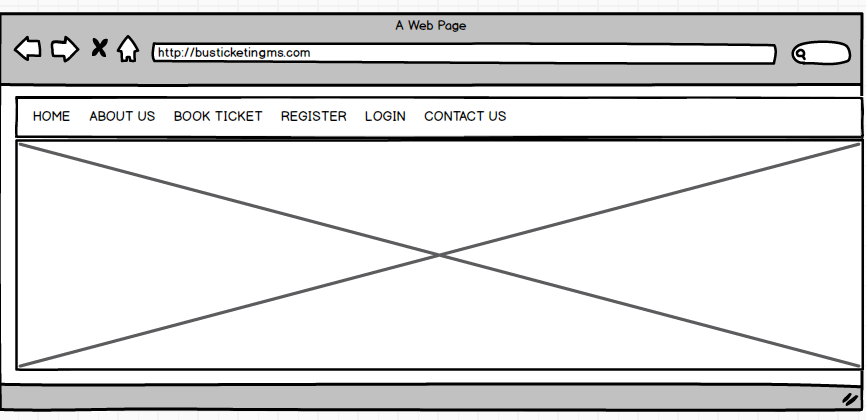 A Web Page
http://busticketingms.com
HOME ABOUT US BOOK TICKET REGISTER LOGIN CONTACT US